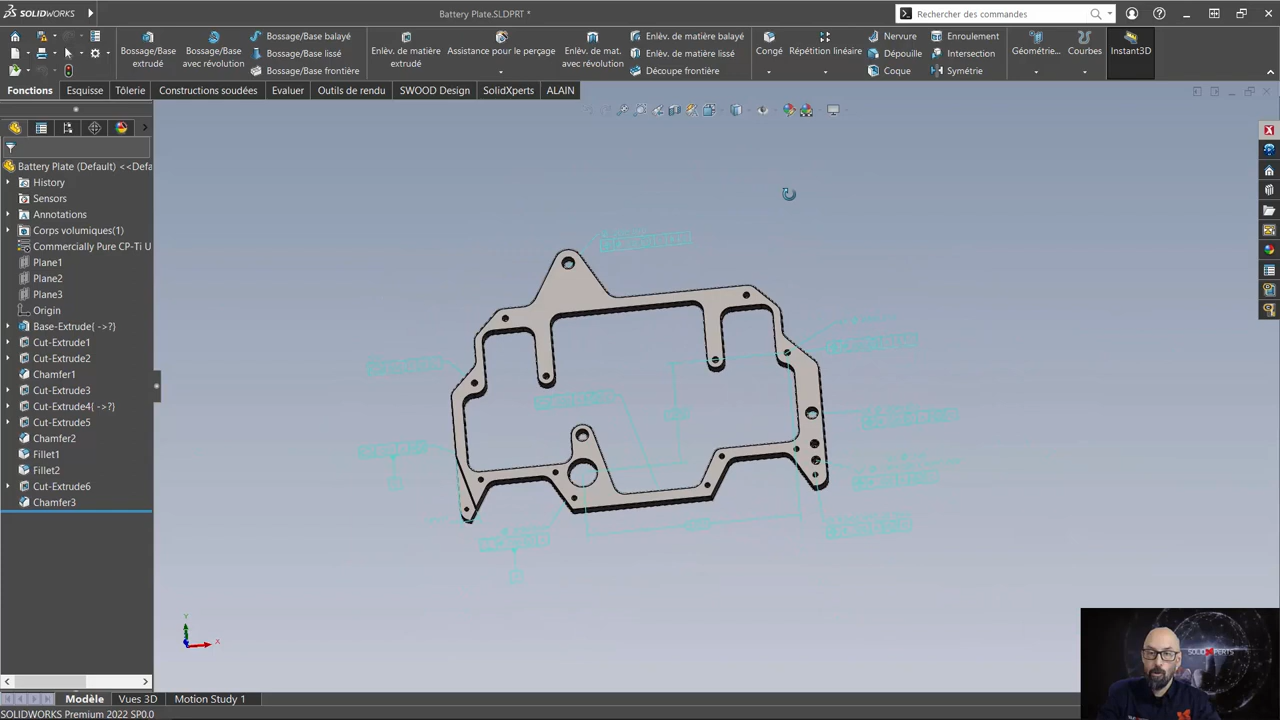 SOLIDWORKS
Battery Plate.SLDPRT *
Rechercher des commandes
Bossage/Base extrudé
Bossage/Base avec révolution
Bossage/Base balayé
Bossage/Base lissé
Bossage/Base frontière
Enlèv. de matière extrudé
Assistance pour le perçage
Enlèv. de mat. avec révolution
Enlèv. de matière balayé
Enlèv. de matière lissé
Découpe frontière
Congé
Répétition linéaire
Nervure
Dépouille
Coque
Enroulement
Intersection
Symétrie
Géométrie...
Courbes
Instant3D
Fonctions
Esquisse
Tôlerie
Constructions soudées
Evaluer
Outils de rendu
SWOOD Design
SolidXperts
ALAIN
Battery Plate (Default) <<Defa
History
Sensors
Annotations
Corps volumiques(1)
Commercially Pure CP-Ti U
Plane1
Plane2
Plane3
Origin
Base-Extrude{ ->?}
Cut-Extrude1
Cut-Extrude2
Chamfer1
Cut-Extrude3
Cut-Extrude4{ ->?}
Cut-Extrude5
Chamfer2
Fillet1
Fillet2
Cut-Extrude6
Chamfer3
Y
X
SOLIDXPERTS
Modèle
Vues 3D
Motion Study 1
SOLIDWORKS Premium 2022 SP0.0